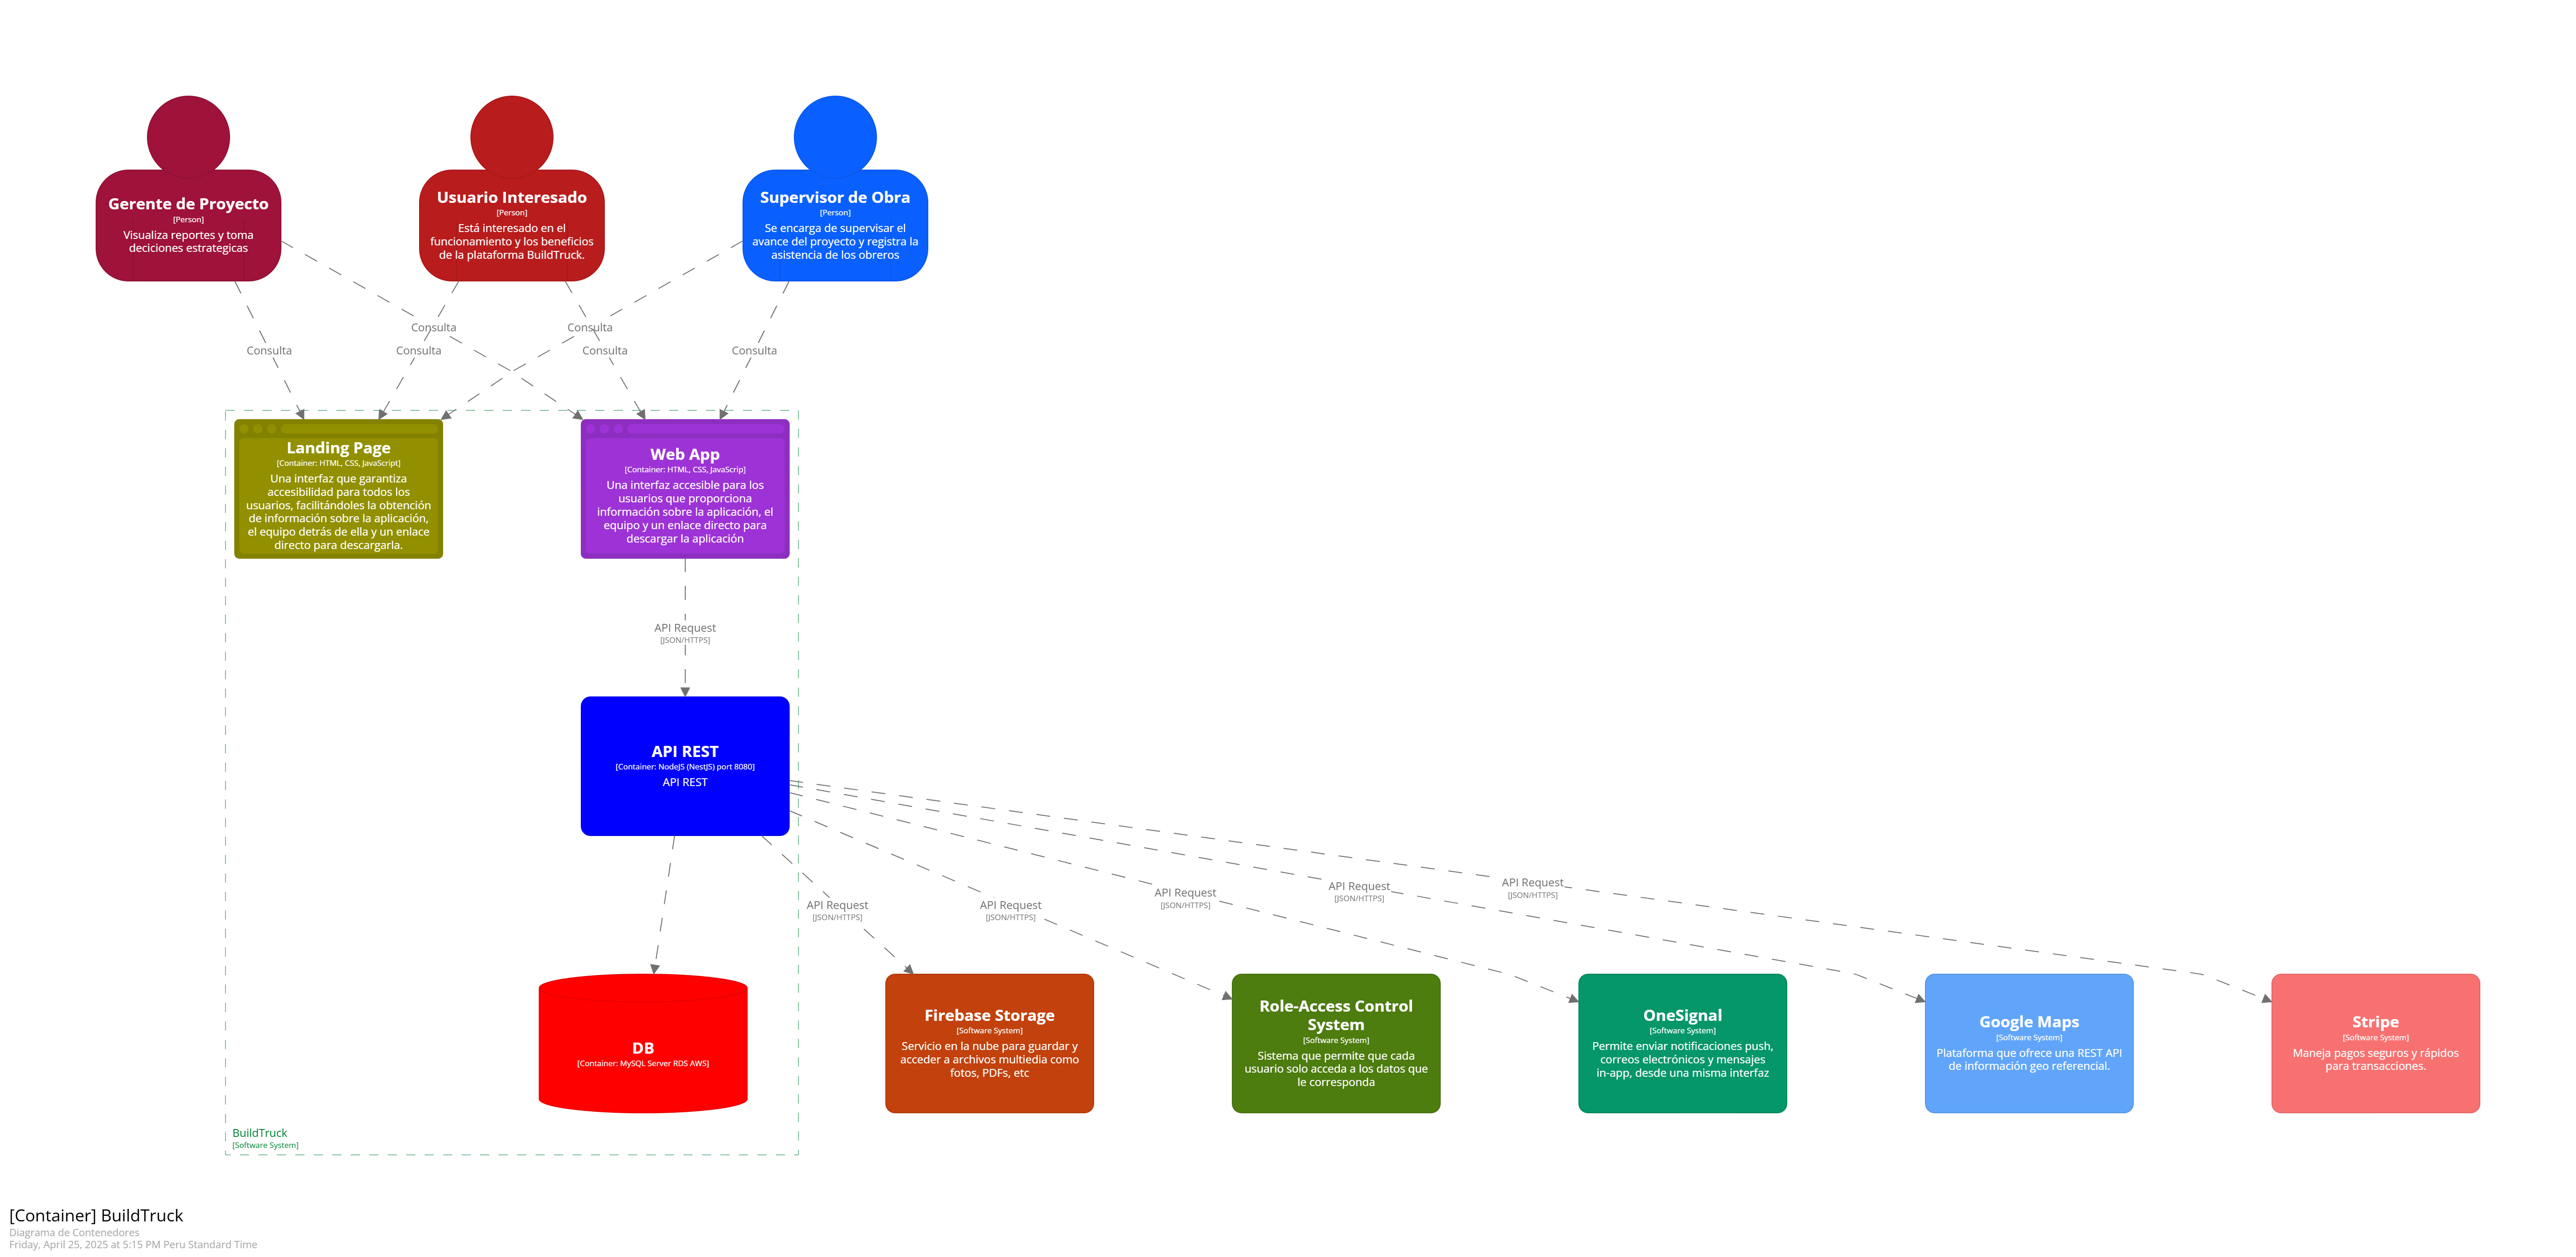 Gerente de Proyecto
[Person]
Visualiza reportes y toma
deciciones estrategicas
Usuario Interesado
[Person]
Está interesado en el
funcionamiento y los beneficios
de la plataforma BuildTruck.
Supervisor de Obra
[Person]
Se encarga de supervisar el
avance del proyecto y registra la
asistencia de los obreros
Consulta
Consulta
Consulta
Consulta
Consulta
Consulta
Landing Page
[Container: HTML, CSS, JavaScript]
Una interfaz que garantiza
accesibilidad para todos los
usuarios, facilitándoles la obtención
de información sobre la aplicación,
el equipo detrás de ella y un enlace
directo para descargarla.
Web App
[Container: HTML, CSS, JavaScrip]
Una interfaz accesible para los
usuarios que proporciona
información sobre la aplicación, el
equipo y un enlace directo para
descargar la aplicación
API Request
[JSON/HTTPS]
API REST
[Container: NodeJS (NestJS) port 8080]
API REST
API Request
[JSON/HTTPS]
API Request
[JSON/HTTPS]
API Request
[JSON/HTTPS]
API Request
[JSON/HTTPS]
API Request
[JSON/HTTPS]
DB
[Container: MySQL Server RDS AWS]
Firebase Storage
[Software System]
Servicio en la nube para guardar y
acceder a archivos multiedia como
fotos, PDFs, etc
Role-Access Control
System
[Software System]
Sistema que permite que cada
usuario solo acceda a los datos que
le corresponda
OneSignal
[Software System]
Permite enviar notificaciones push,
correos electrónicos y mensajes
in-app, desde una misma interfaz
Google Maps
[Software System]
Plataforma que ofrece una REST API
de información geo referencial.
Stripe
[Software System]
Maneja pagos seguros y rápidos
para transacciones.
BuildTruck
[Software System]
[Container] BuildTruck
Diagrama de Contenedores
Friday, April 25, 2025 at 5:15 PM Peru Standard Time